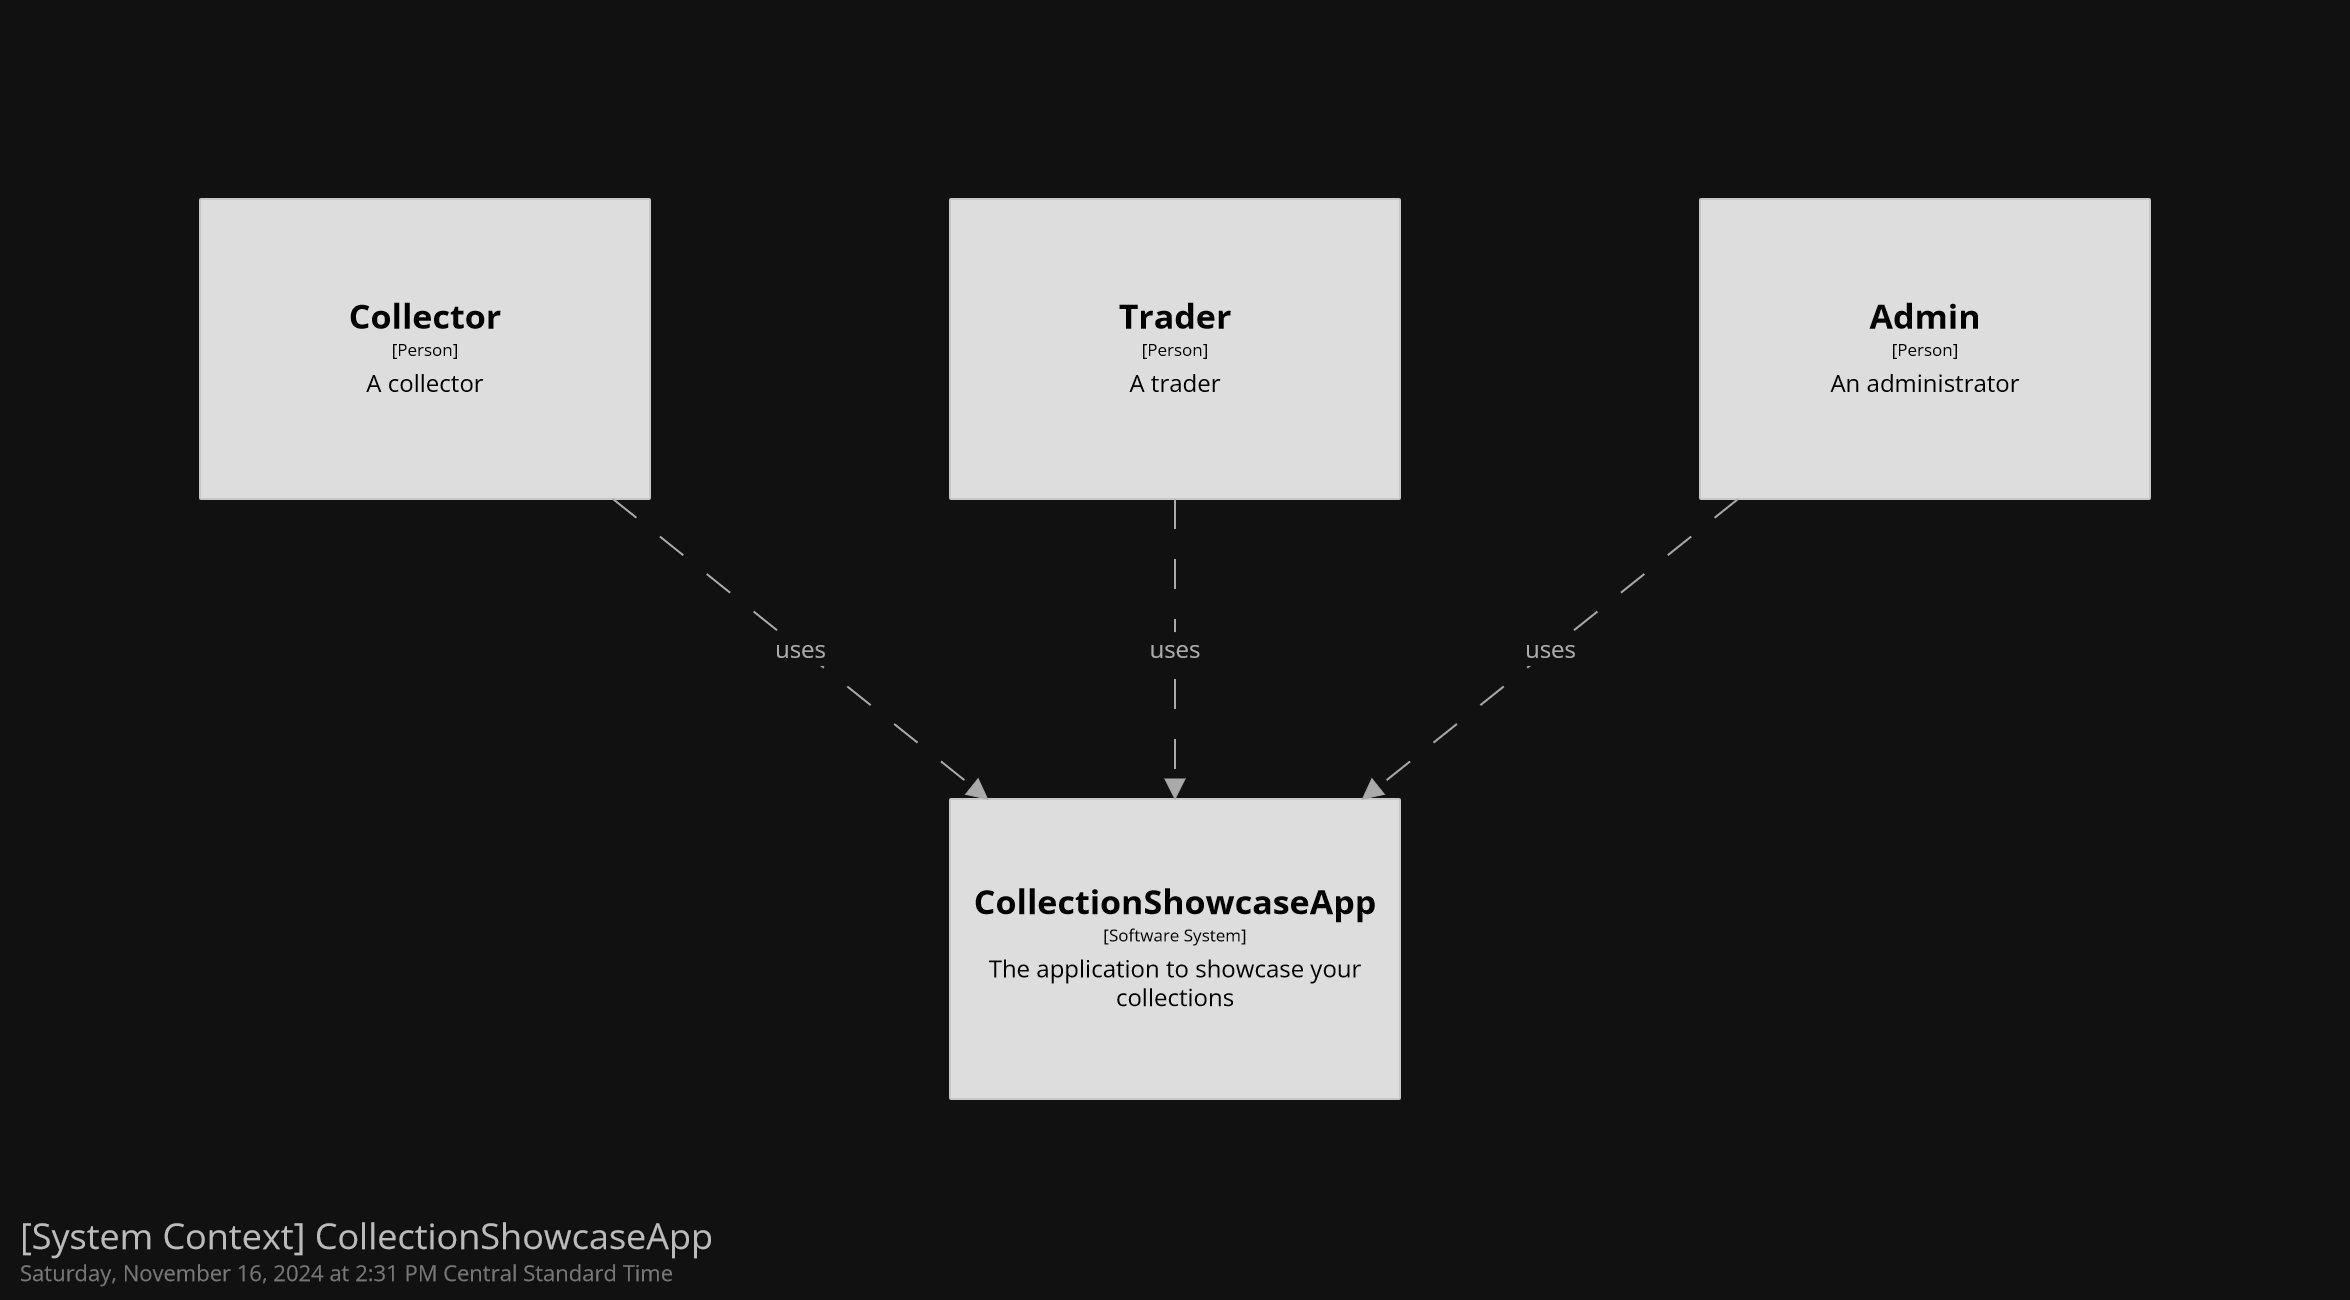 Collector
[Person]
A collector
Trader
[Person]
A trader
Admin
[Person]
An administrator
uses
uses
uses
CollectionShowcaseApp
[Software System]
The application to showcase your
collections
[System Context] CollectionShowcaseApp
Saturday, November 16, 2024 at 2:31 PM Central Standard Time